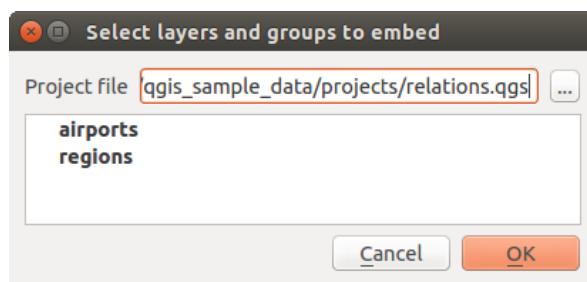 Select layers and groups to embed
Project file /qgis_sample_data/projects/relations.qgs ...
airports
regions
Cancel OK